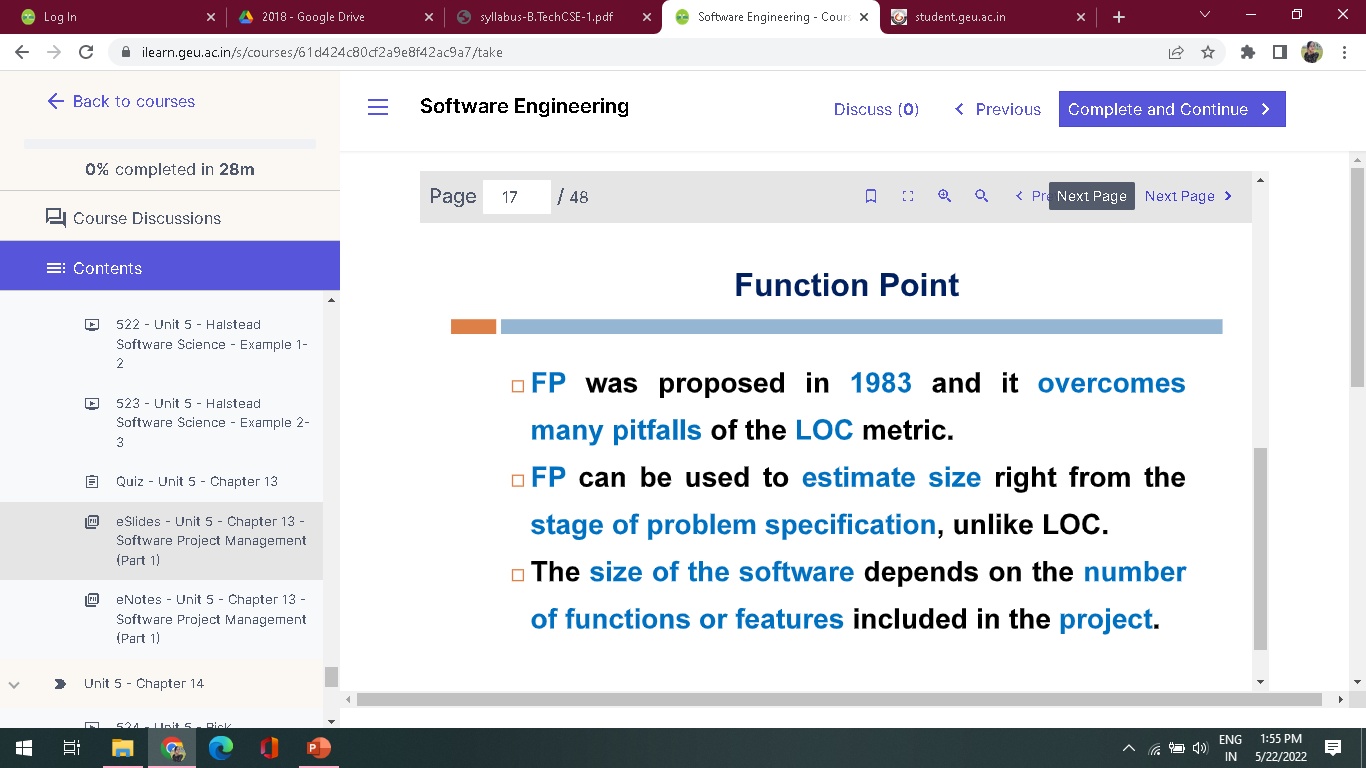 Log In
2018 - Google Drive
syllabus-B.TechCSE-1.pdf
Software Engineering - Cours
student.geu.ac.in
ilearn.geu.ac.in/s/courses/61d424c80cf2a9e8f42ac9a7/take
Back to courses
0% completed in 28m
Course Discussions
Contents
522 - Unit 5 - Halstead
Software Science - Example 1-
2
523 - Unit 5 - Halstead
Software Science - Example 2-
3
Quiz - Unit 5 - Chapter 13
eSlides - Unit 5 - Chapter 13 -
Software Project Management
(Part 1)
eNotes - Unit 5 - Chapter 13 -
Software Project Management
(Part 1)
Unit 5 - Chapter 14
524 - Unit 5 - Risk
Software Engineering
Discuss (0)
Previous
Complete and Continue
Page 17 / 48
Pre
Next Page
Next Page
Function Point
FP was proposed in 1983 and it overcomes
many pitfalls of the LOC metric.
FP can be used to estimate size right from the
stage of problem specification, unlike LOC.
The size of the software depends on the number
of functions or features included in the project.
ENG
IN
1:55 PM
5/22/2022